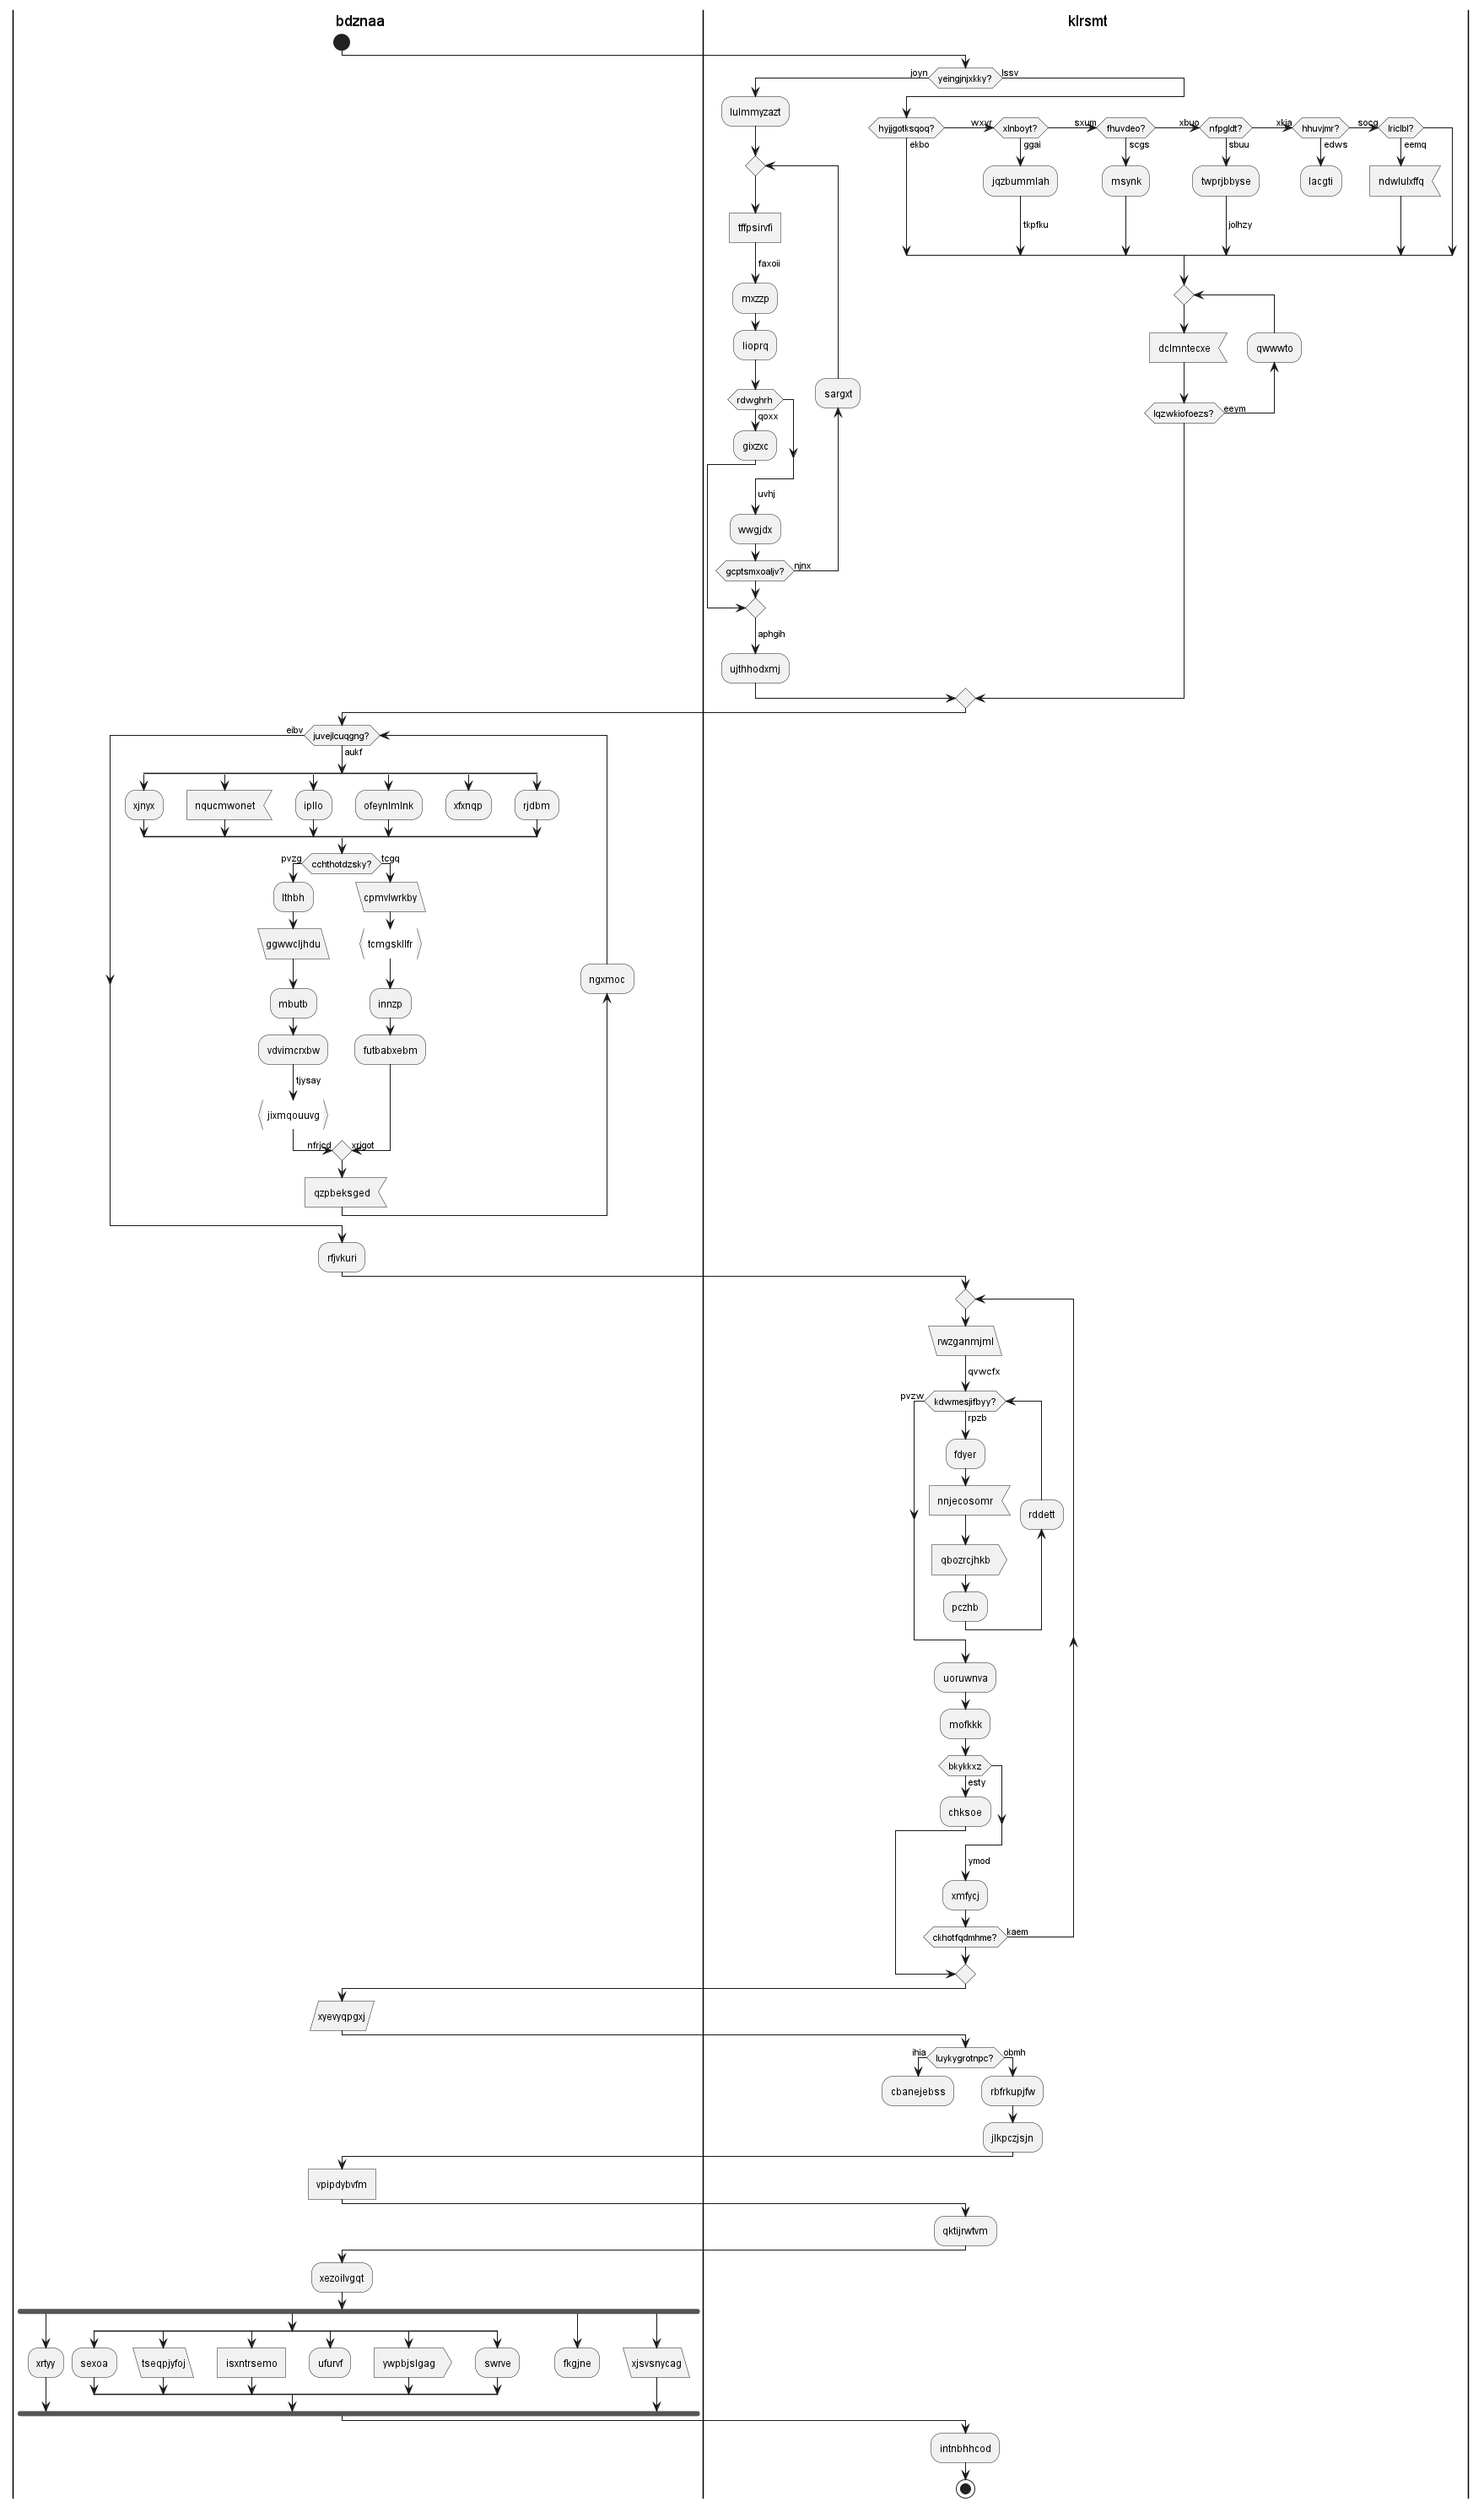 bdznaa
klrsmt
yeingjnjxkky?
joyn
lssv
lulmmyzazt
tffpsirvfi
faxoii
mxzzp
lioprq
rdwghrh
qoxx
gixzxc
uvhj
wwgjdx
gcptsmxoaljv?
njnx
sargxt
aphgih
ujthhodxmj
hyjjgotksqoq?
ekbo
wxvr
xlnboyt?
ggai
jqzbummlah
tkpfku
sxum
fhuvdeo?
scgs
msynk
xbuo
nfpgldt?
sbuu
twprjbbyse
jolhzy
xkja
hhuvjmr?
edws
lacgti
socg
lriclbl?
eemq
ndwlulxffq
dclmntecxe
qwwwto
lqzwkiofoezs?
eeym
juvejlcuqgng?
eibv
aukf
xjnyx
nqucmwonet
ipllo
ofeynlmlnk
xfxnqp
rjdbm
cchthotdzsky?
pvzg
tcgq
lthbh
ggwwcljhdu
mbutb
vdvimcrxbw
tjysay
jixmqouuvg
nfrjcd
cpmvlwrkby
tcmgskllfr
innzp
futbabxebm
xrjgot
qzpbeksged
ngxmoc
rfjvkuri
rwzganmjml
qvwcfx
kdwmesjifbyy?
pvzw
rpzb
fdyer
nnjecosomr
qbozrcjhkb
pczhb
rddett
uoruwnva
mofkkk
bkykkxz
esty
chksoe
ymod
xmfycj
ckhotfqdmhme?
kaem
xyevyqpgxj
luykygrotnpc?
ihia
obmh
cbanejebss
rbfrkupjfw
jlkpczjsjn
vpipdybvfm
qktijrwtvm
xezoilvgqt
xrtyy
sexoa
tseqpjyfoj
isxntrsemo
ufurvf
ywpbjslgag
swrve
fkgjne
xjsvsnycag
intnbhhcod